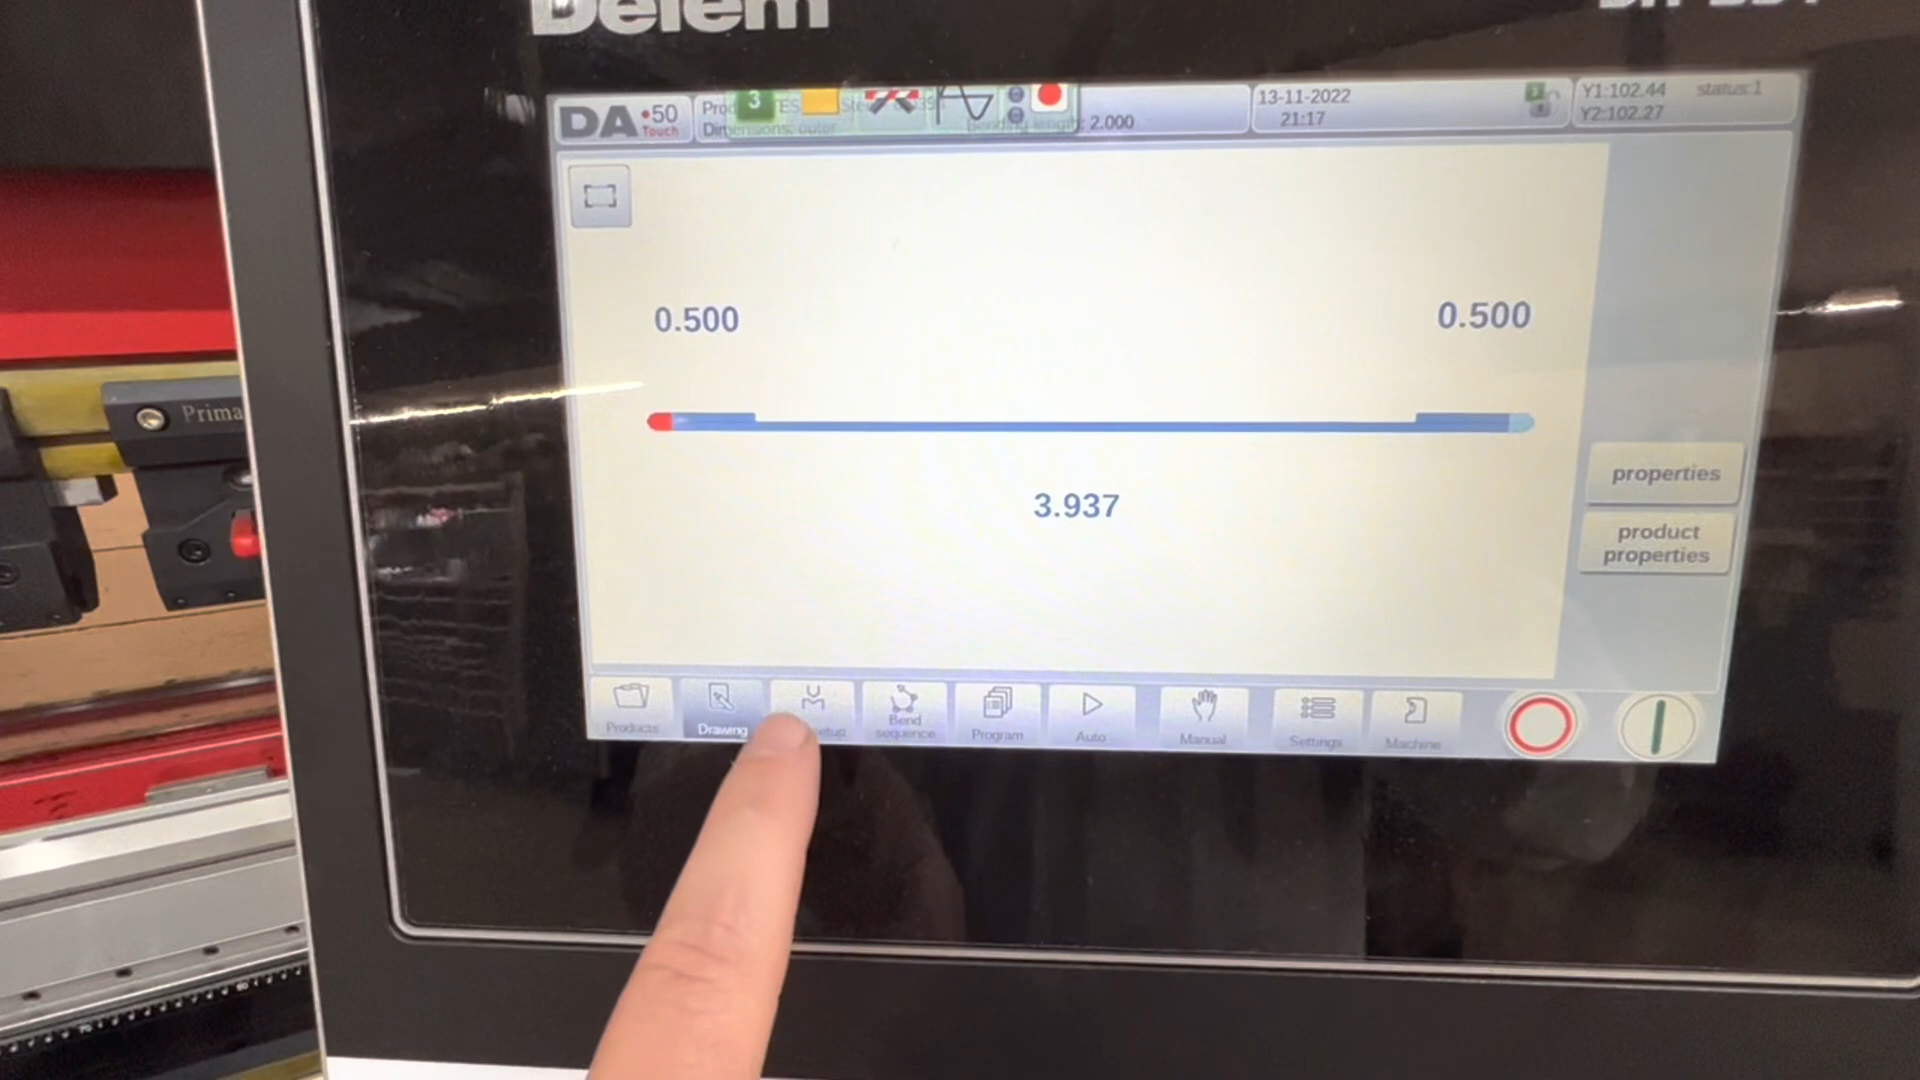 Delem
DA•50
Touch
Dimensions: outer
Bending length: 2.000
3
13-11-2022
21:17
Y1:102.44
Y2:102.27
status:1
0.500
0.500
3.937
properties
product
properties
Products
Drawing
setup
Bend
sequence
Program
Auto
Manual
Settings
Machine
Prima